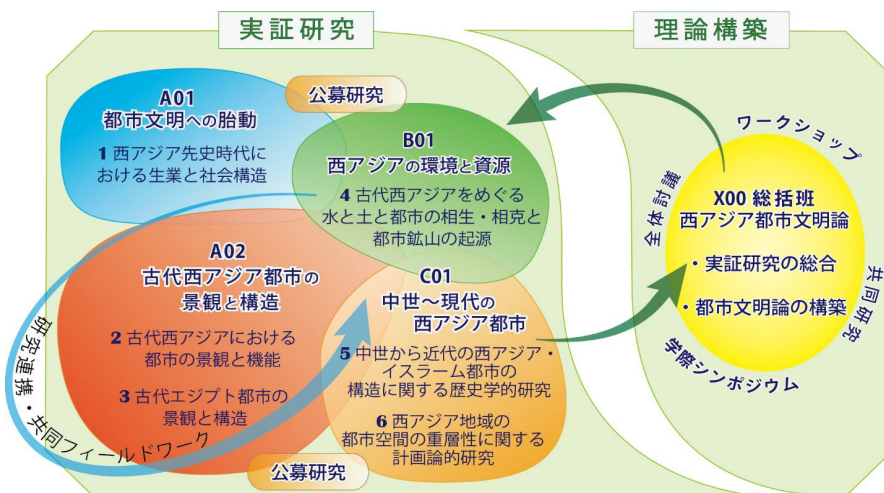 実証研究
理論構築
公募研究
A01
都市文明への胎動
1 西アジア先史時代に
おける生業と社会構造
B01
西アジアの環境と資源
4 古代西アジアをめぐる
水と土と都市の相生・相克と
都市鉱山の起源
A02
古代西アジア都市の
景観と構造
2 古代西アジアにおける
都市の景観と機能
3 古代エジプト都市の
景観と構造
C01
中世~現代の
西アジア都市
5 中世から近代の西アジア・
イスラーム都市の
構造に関する歴史学的研究
6 西アジア地域の
都市空間の重層性に関する
計画論的研究
公募研究
研究連携・共同フィールドワーク
ワークショップ
全体討議
X00 総括班
西アジア都市文明論
・実証研究の総合
・都市文明論の構築
共同研究
学際シンポジウム